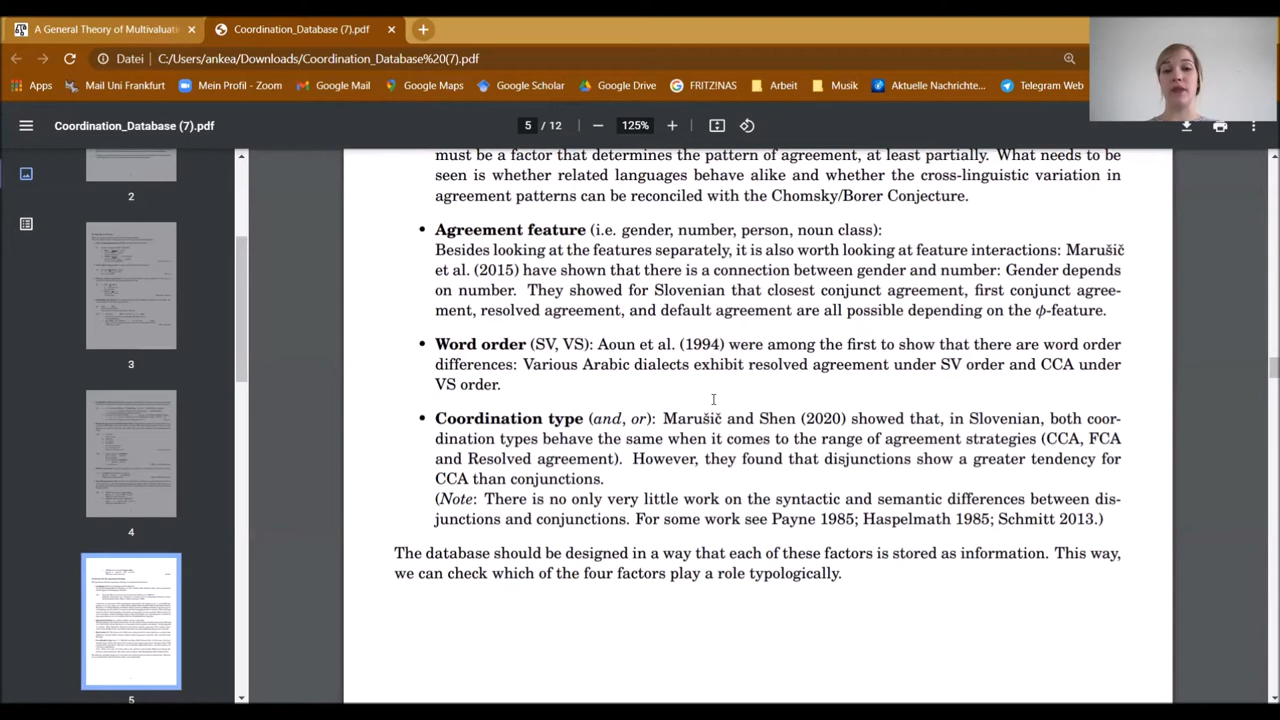 A General Theory of Multivaluati
Coordination_Database (7).pdf
Datei
C:/Users/ankea/Downloads/Coordination_Database%20(7).pdf
Apps
Mail Uni Frankfurt
Mein Profil - Zoom
Google Mail
Google Maps
Google Scholar
Google Drive
FRITZ!NAS
Arbeit
Musik
Aktuelle Nachrichte...
Telegram Web
Coordination_Database (7).pdf
5 / 12
125%
2
3
4
5
must be a factor that determines the pattern of agreement, at least partially. What needs to be
seen is whether related languages behave alike and whether the cross-linguistic variation in
agreement patterns can be reconciled with the Chomsky/Borer Conjecture.
• Agreement feature (i.e. gender, number, person, noun class):
Besides looking at the features separately, it is also worth looking at feature interactions: Marušič
et al. (2015) have shown that there is a connection between gender and number: Gender depends
on number. They showed for Slovenian that closest conjunct agreement, first conjunct agree-
ment, resolved agreement, and default agreement are all possible depending on the ϕ-feature.
• Word order (SV, VS): Aoun et al. (1994) were among the first to show that there are word order
differences: Various Arabic dialects exhibit resolved agreement under SV order and CCA under
VS order.
• Coordination type (and, or): Marušič and Shen (2020) showed that, in Slovenian, both coor-
dination types behave the same when it comes to the range of agreement strategies (CCA, FCA
and Resolved agreement). However, they found that disjunctions show a greater tendency for
CCA than conjunctions.
(Note: There is no only very little work on the syntactic and semantic differences between dis-
junctions and conjunctions. For some work see Payne 1985; Haspelmath 1985; Schmitt 2013.)
The database should be designed in a way that each of these factors is stored as information. This way,
we can check which of the four factors play a role typologically.